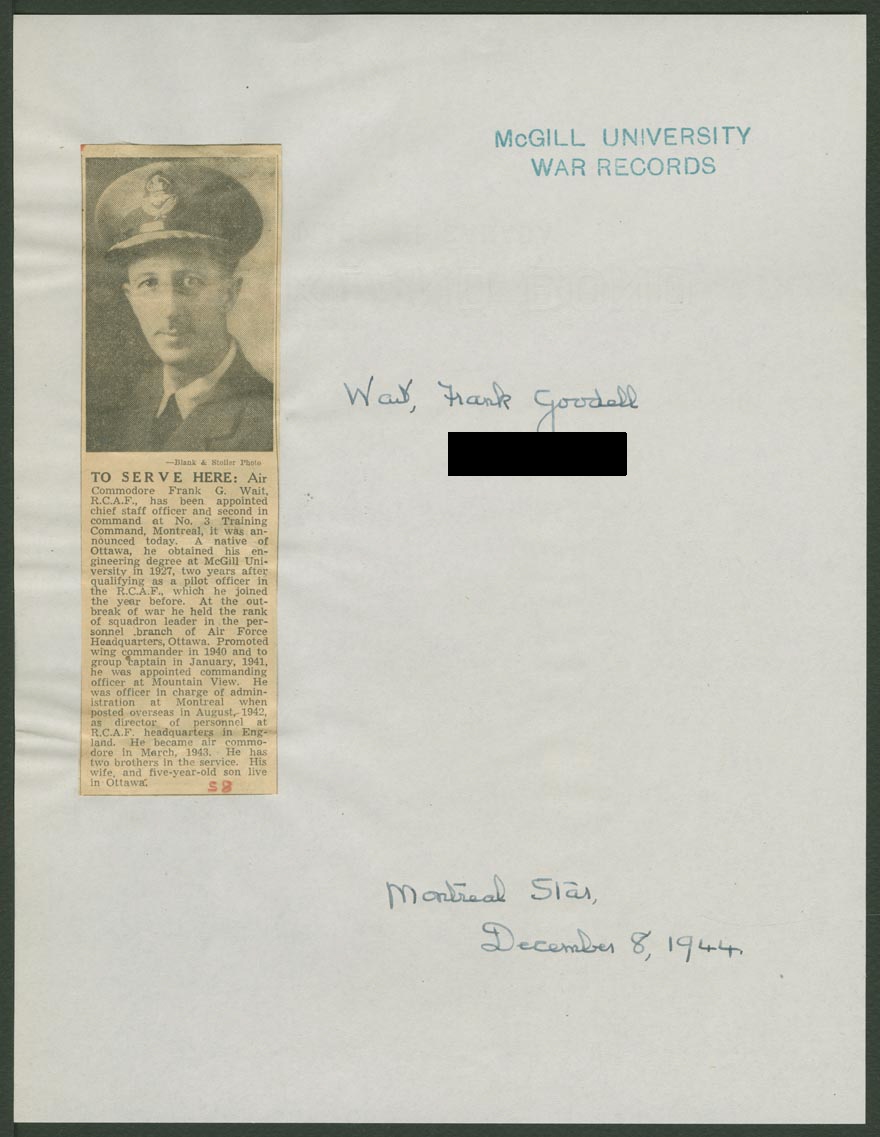 McGILL UNIVERSITY
WAR RECORDS
—Blank & Stoller Photo
TO SERVE HERE: Air
Commodore Frank G. Wait,
R.C.A.F., has been appointed
chief staff officer and second in
command at No. 3 Training
Command, Montreal, it was an-
nounced today. A native of
Ottawa, he obtained his en-
gineering degree at McGill Uni-
versity in 1927, two years after
qualifying as a pilot officer in
the R.C.A.F., which he joined
the year before. At the out-
break of war he held the rank
of squadron leader in the per-
sonnel branch of Air Force
Headquarters, Ottawa. Promoted
wing commander in 1940 and to
group captain in January, 1941,
he was appointed commanding
officer at Mountain View. He
was officer in charge of admin-
istration at Montreal when
posted overseas in August, 1942,
as director of personnel at
R.C.A.F. headquarters in Eng-
land. He became air commo-
dore in March, 1943. He has
two brothers in the service. His
wife, and five-year-old son live
in Ottawa.
58
Wait, Frank Goodell
Montreal Star,
December 8, 1944.